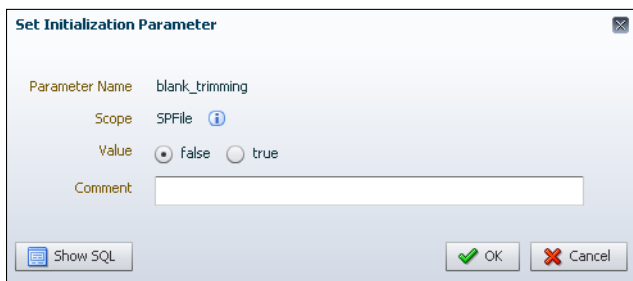 Set Initialization Parameter
Parameter Name blank_trimming
Scope SPFile
Value false true
Comment
Show SQL OK Cancel